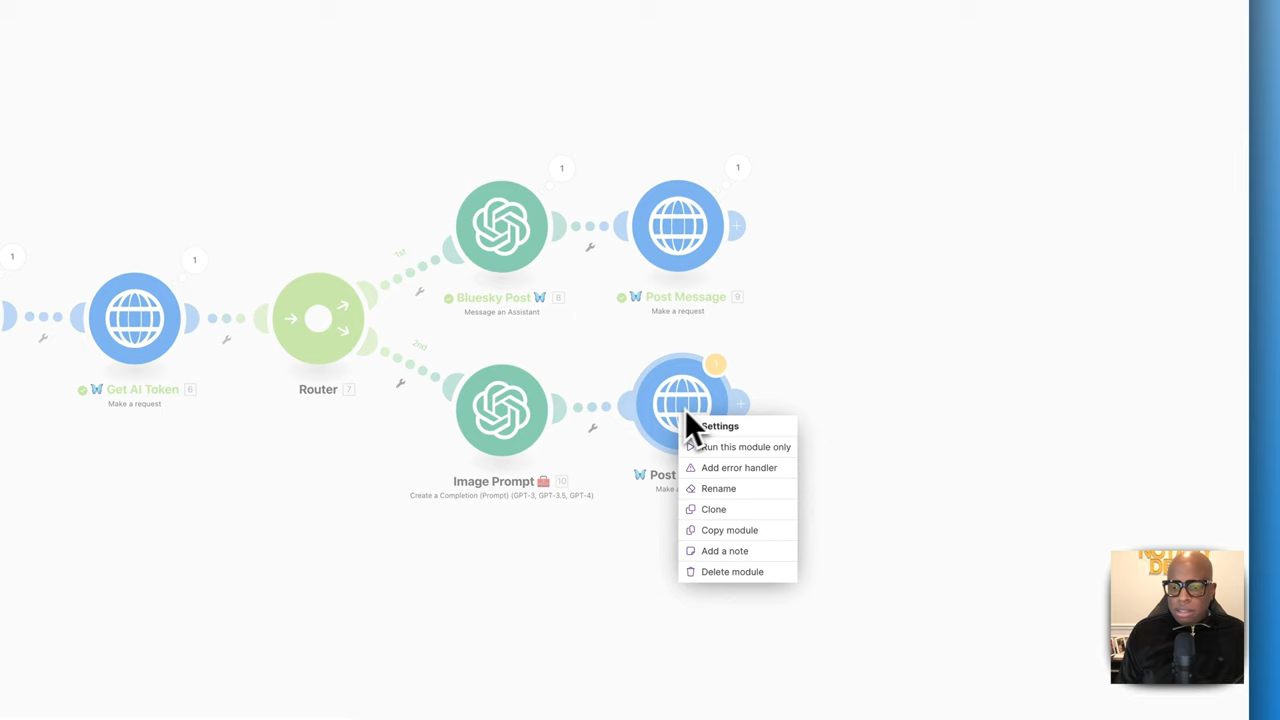 1
1
1
1
1st
Bluesky Post 🦋 8
Message an Assistant
🦋 Post Message 9
Make a request
2nd
1
🦋 Get AI Token 6
Make a request
Router 7
Image Prompt 🧰 10
Create a Completion (Prompt) (GPT-3, GPT-3.5, GPT-4)
🦋 Post
Make a
Settings
Run this module only
Add error handler
Rename
Clone
Copy module
Add a note
Delete module